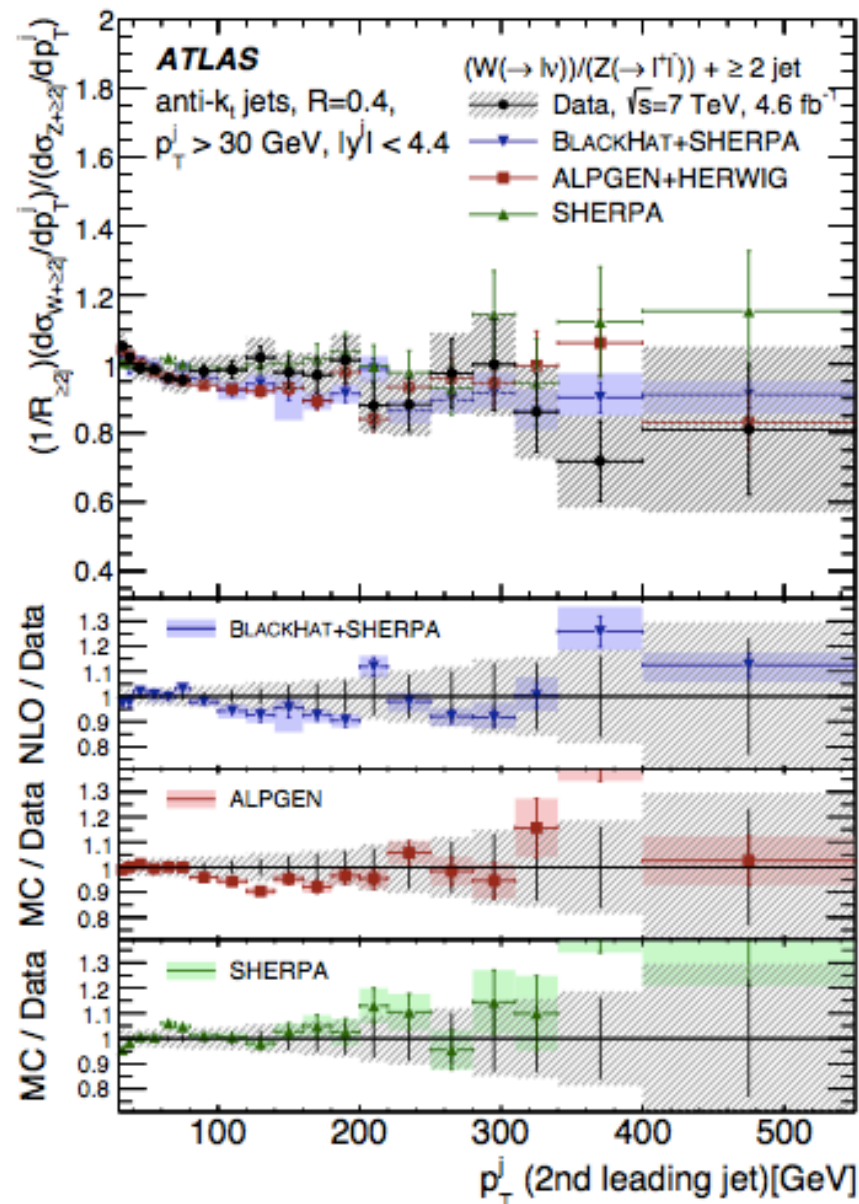 ATLAS
anti-kₜ jets, R=0.4,
p_T^j > 30 GeV, |y^j| < 4.4
(W(→ lν))/(Z(→ l⁺l⁻)) + ≥ 2 jet
Data, √s=7 TeV, 4.6 fb⁻¹
BLACKHAT+SHERPA
ALPGEN+HERWIG
SHERPA
(1/R_≥2j)(dσ_W+≥2j/dp_T^j)/(dσ_Z+≥2j/dp_T^j)
2
1.8
1.6
1.4
1.2
1
0.8
0.6
0.4
NLO / Data
BLACKHAT+SHERPA
1.3
1.2
1.1
1
0.9
0.8
MC / Data
ALPGEN
1.3
1.2
1.1
1
0.9
0.8
MC / Data
SHERPA
1.3
1.2
1.1
1
0.9
0.8
100 200 300 400 500
p_T^j (2nd leading jet)[GeV]